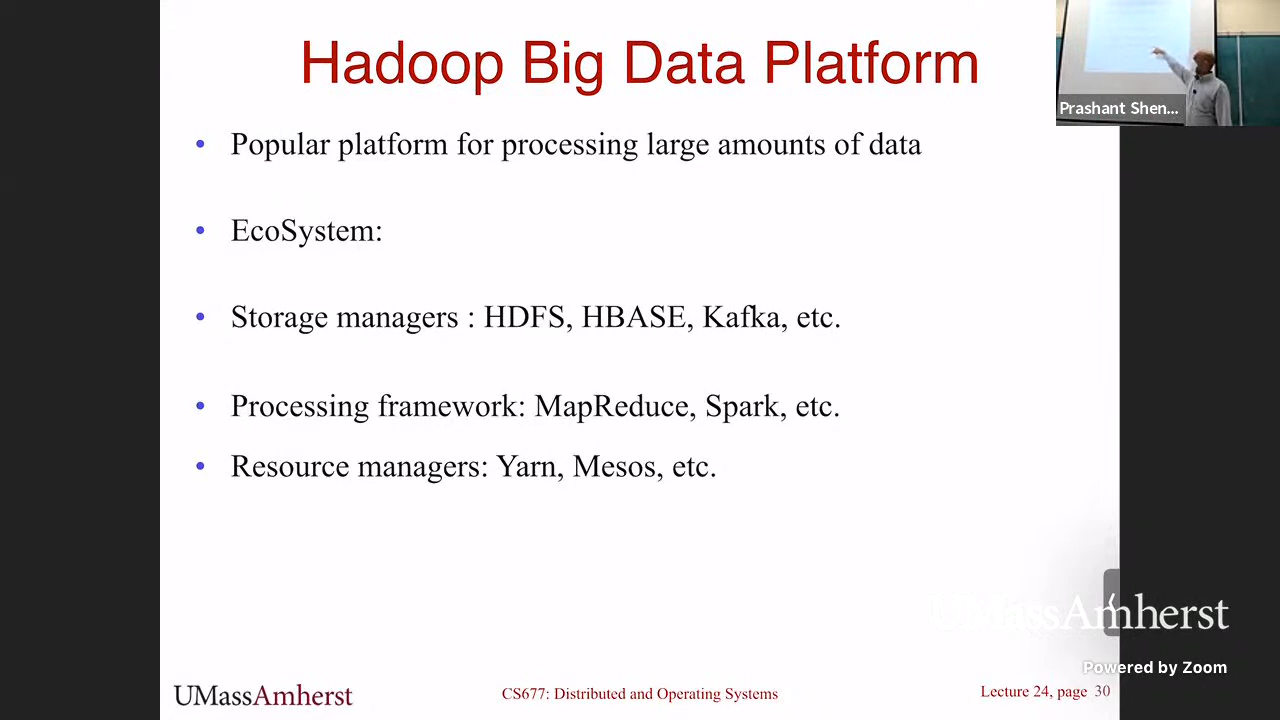 Hadoop Big Data Platform
Prashant Shen...
• Popular platform for processing large amounts of data
• EcoSystem:
• Storage managers : HDFS, HBASE, Kafka, etc.
• Processing framework: MapReduce, Spark, etc.
• Resource managers: Yarn, Mesos, etc.
UMassAmherst
Powered by Zoom
UMassAmherst
CS677: Distributed and Operating Systems
Lecture 24, page 30